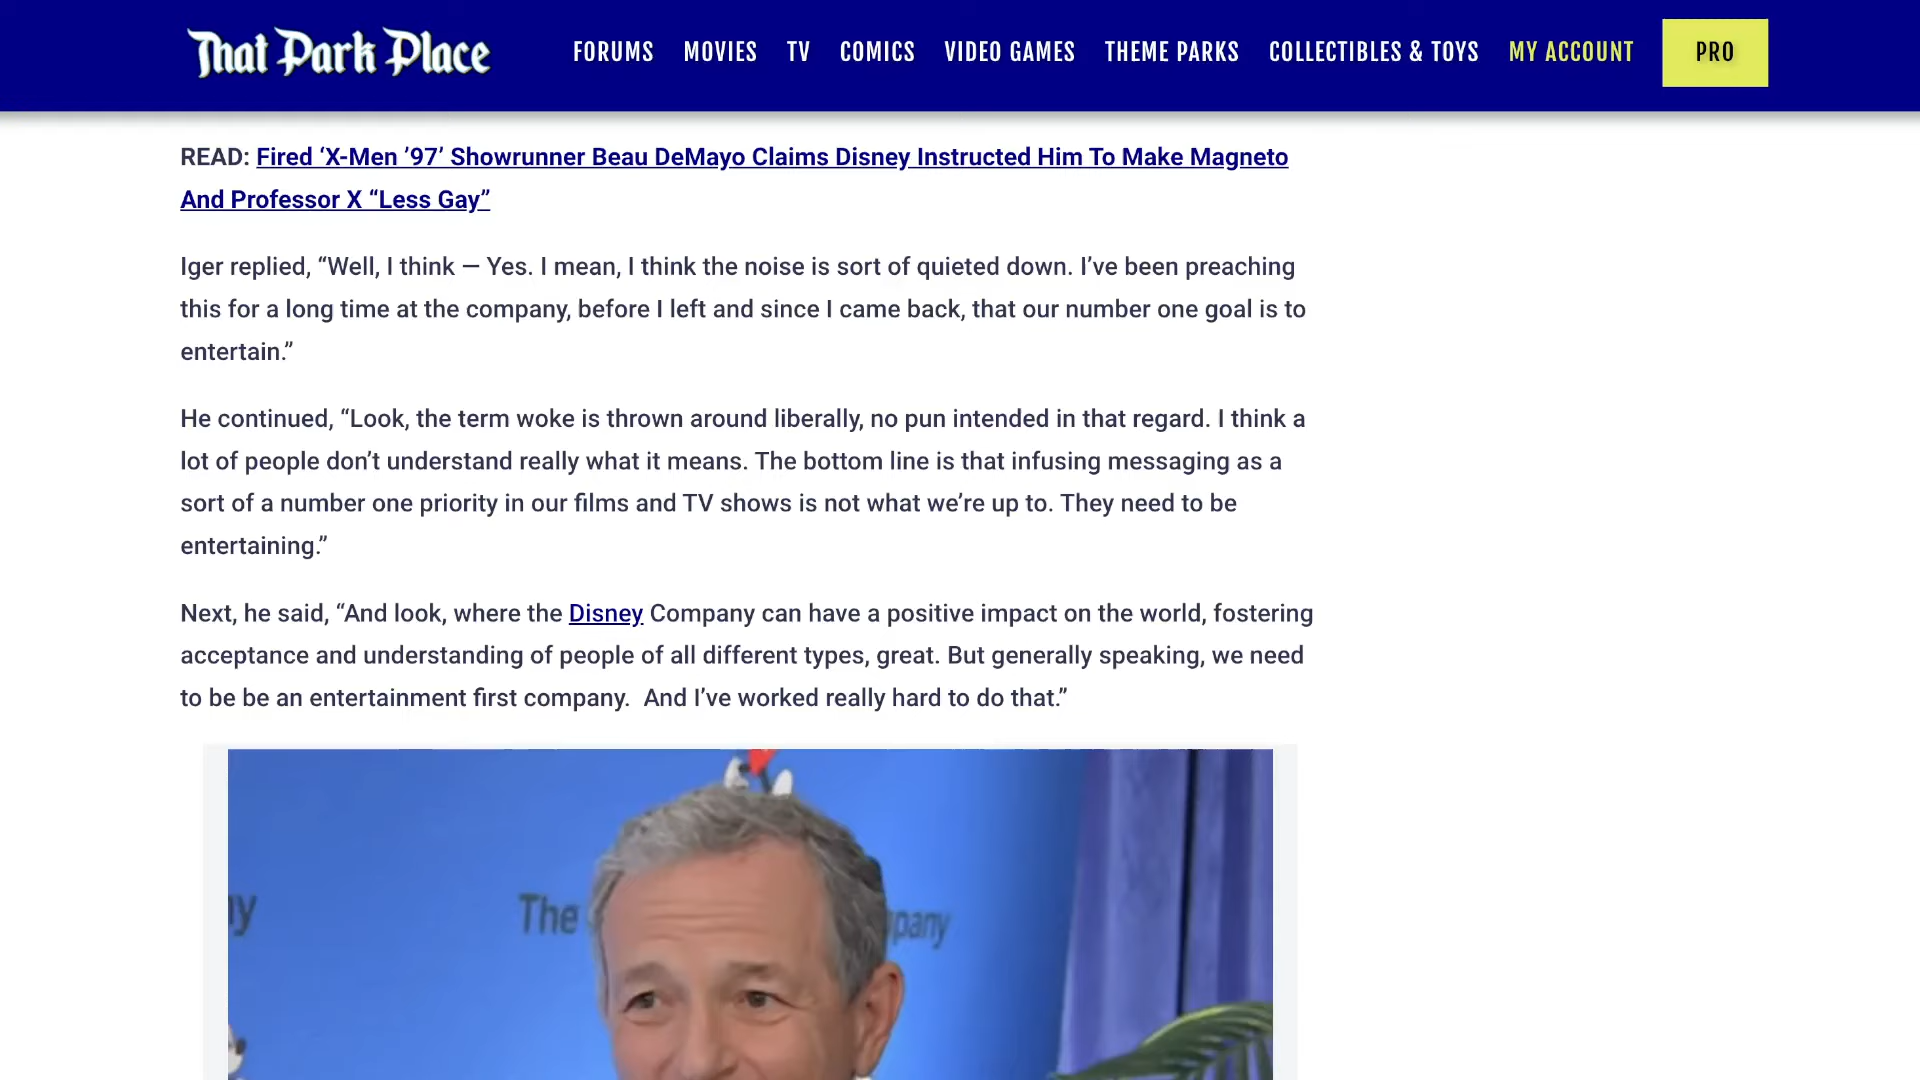 That Park Place
FORUMS MOVIES TV COMICS VIDEO GAMES THEME PARKS COLLECTIBLES & TOYS MY ACCOUNT PRO
READ: Fired ‘X-Men ’97’ Showrunner Beau DeMayo Claims Disney Instructed Him To Make Magneto
And Professor X “Less Gay”
Iger replied, “Well, I think — Yes. I mean, I think the noise is sort of quieted down. I’ve been preaching
this for a long time at the company, before I left and since I came back, that our number one goal is to
entertain.”
He continued, “Look, the term woke is thrown around liberally, no pun intended in that regard. I think a
lot of people don’t understand really what it means. The bottom line is that infusing messaging as a
sort of a number one priority in our films and TV shows is not what we’re up to. They need to be
entertaining.”
Next, he said, “And look, where the Disney Company can have a positive impact on the world, fostering
acceptance and understanding of people of all different types, great. But generally speaking, we need
to be be an entertainment first company.  And I’ve worked really hard to do that.”
ny The pany